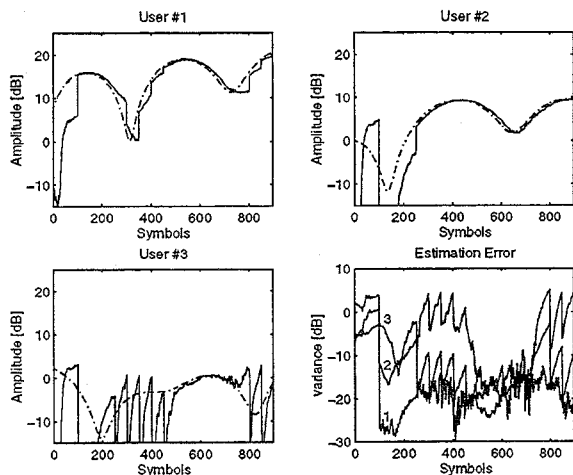 User #1
User #2
Amplitude [dB]
20
10
0
−10
0 200 400 600 800
Symbols
Amplitude [dB]
20
10
0
−10
0 200 400 600 800
Symbols
User #3
Estimation Error
Amplitude [dB]
20
10
0
−10
0 200 400 600 800
Symbols
variance [dB]
10
0
−10
−20
−30
0 200 400 600 800
Symbols
3
2
1